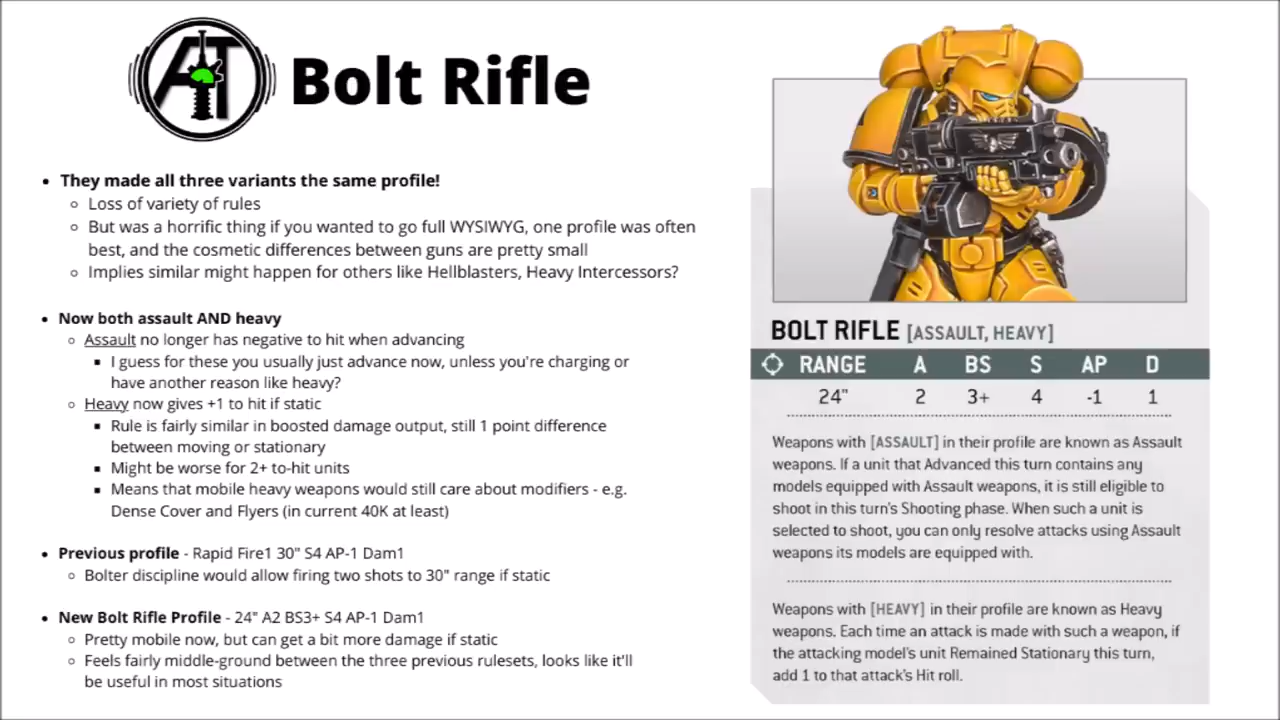 AT
Bolt Rifle
• They made all three variants the same profile!
○ Loss of variety of rules
○ But was a horrific thing if you wanted to go full WYSIWYG, one profile was often
best, and the cosmetic differences between guns are pretty small
○ Implies similar might happen for others like Hellblasters, Heavy Intercessors?
• Now both assault AND heavy
○ Assault no longer has negative to hit when advancing
▪ I guess for these you usually just advance now, unless you're charging or
have another reason like heavy?
○ Heavy now gives +1 to hit if static
▪ Rule is fairly similar in boosted damage output, still 1 point difference
between moving or stationary
▪ Might be worse for 2+ to-hit units
▪ Means that mobile heavy weapons would still care about modifiers - e.g.
Dense Cover and Flyers (in current 40K at least)
• Previous profile - Rapid Fire1 30" S4 AP-1 Dam1
○ Bolter discipline would allow firing two shots to 30" range if static
• New Bolt Rifle Profile - 24" A2 BS3+ S4 AP-1 Dam1
○ Pretty mobile now, but can get a bit more damage if static
○ Feels fairly middle-ground between the three previous rulesets, looks like it'll
be useful in most situations
BOLT RIFLE [ASSAULT, HEAVY]
RANGE A BS S AP D
24" 2 3+ 4 -1 1
Weapons with [ASSAULT] in their profile are known as Assault
weapons. If a unit that Advanced this turn contains any
models equipped with Assault weapons, it is still eligible to
shoot in this turn's Shooting phase. When such a unit is
selected to shoot, you can only resolve attacks using Assault
weapons its models are equipped with.
Weapons with [HEAVY] in their profile are known as Heavy
weapons. Each time an attack is made with such a weapon, if
the attacking model's unit Remained Stationary this turn,
add 1 to that attack's Hit roll.